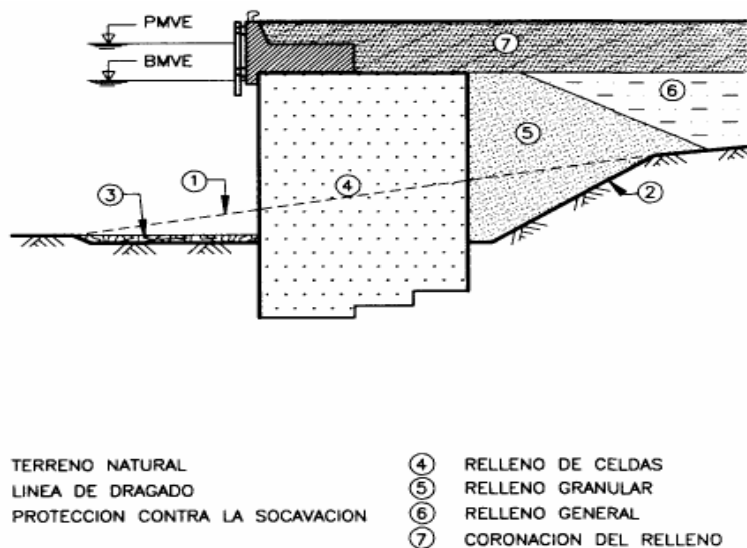 PMVE
BMVE
7
6
5
1
3
4
2
TERRENO NATURAL
LINEA DE DRAGADO
PROTECCION CONTRA LA SOCAVACION
4 RELLENO DE CELDAS
5 RELLENO GRANULAR
6 RELLENO GENERAL
7 CORONACION DEL RELLENO